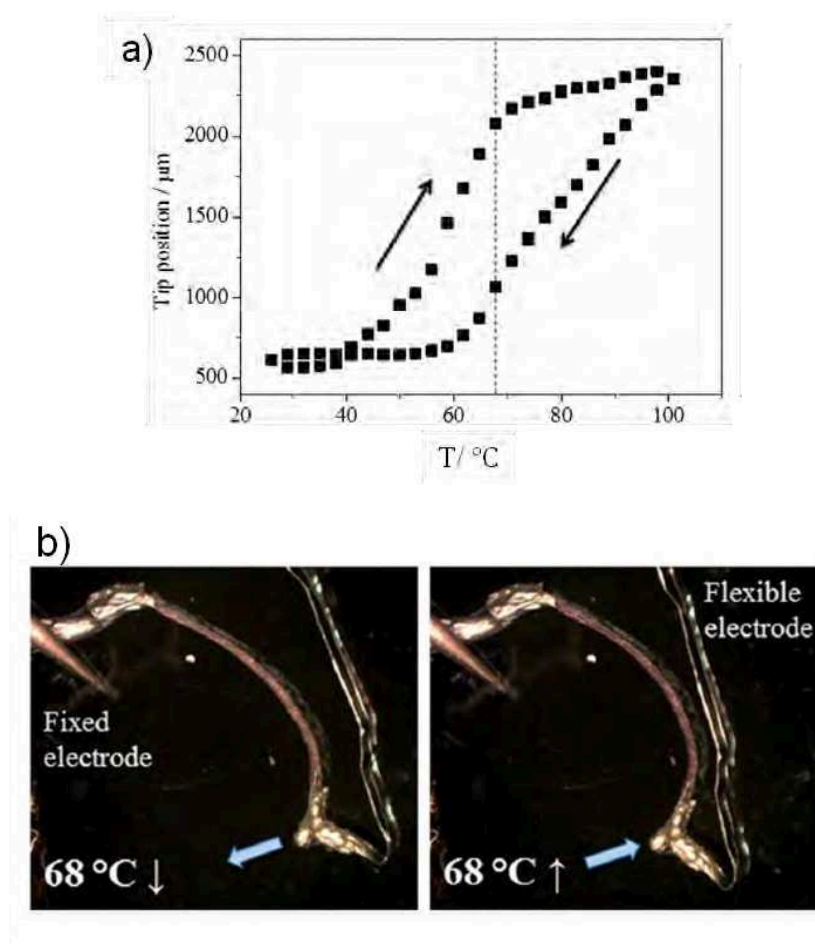 a)
2500
2000
1500
1000
500
Tip position / µm
20 40 60 80 100
T/ °C
b)
Flexible
electrode
Fixed
electrode
68 °C ↓
68 °C ↑